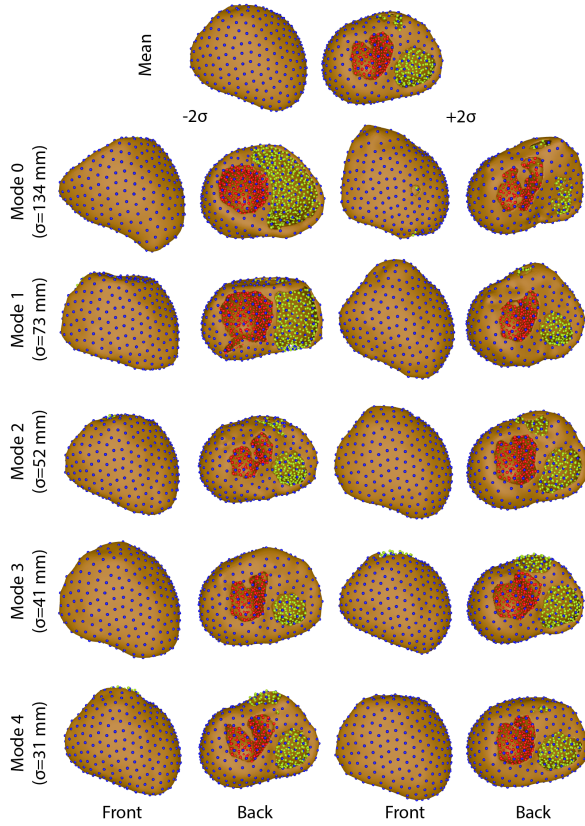 Mean
-2σ
+2σ
Mode 0
(σ=134 mm)
Mode 1
(σ=73 mm)
Mode 2
(σ=52 mm)
Mode 3
(σ=41 mm)
Mode 4
(σ=31 mm)
Front
Back
Front
Back